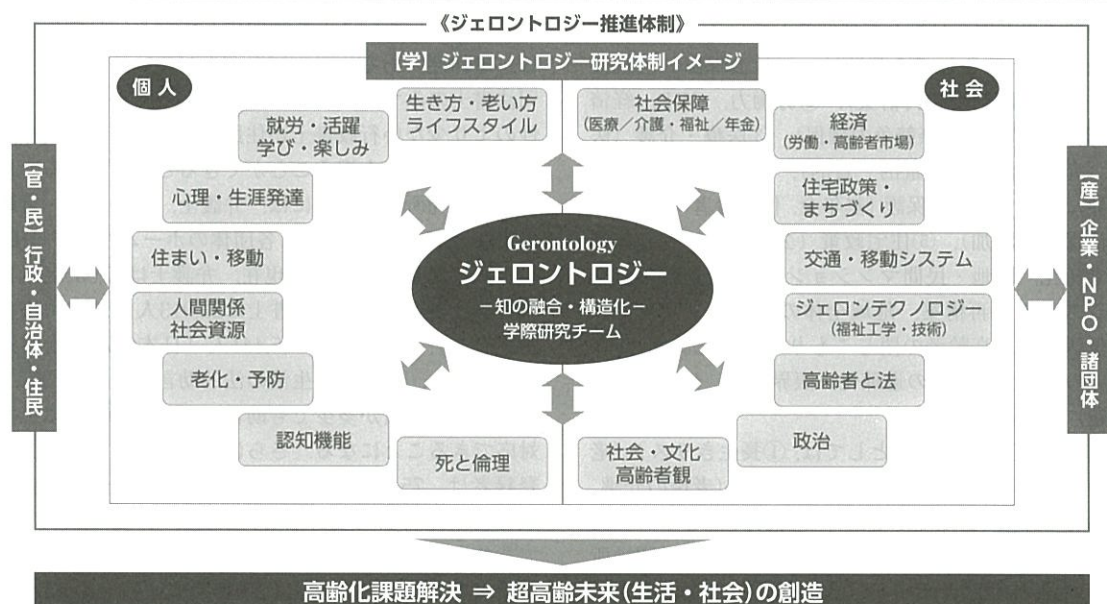 《ジェロントロジー推進体制》
【学】ジェロントロジー研究体制イメージ
個人
社会
生き方・老い方
ライフスタイル
就労・活躍
学び・楽しみ
心理・生涯発達
住まい・移動
人間関係
社会資源
老化・予防
認知機能
死と倫理
社会保障
(医療／介護・福祉／年金)
経済
(労働・高齢者市場)
住宅政策・
まちづくり
交通・移動システム
ジェロンテクノロジー
(福祉工学・技術)
高齢者と法
政治
社会・文化
高齢者観
Gerontology
ジェロントロジー
－知の融合・構造化－
学際研究チーム
【官・民】行政・自治体・住民
【産】企業・NPO・諸団体
高齢化課題解決 ⇒ 超高齢未来(生活・社会)の創造